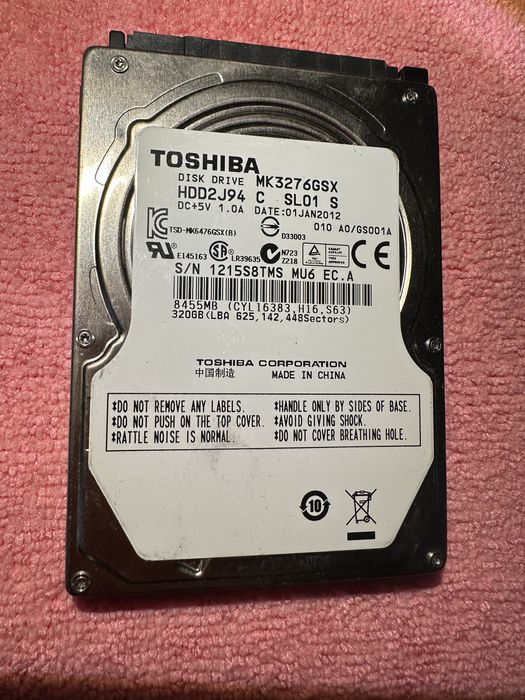 TOSHIBA
DISK DRIVE MK3276GSX
HDD2J94 C SL01 S
DC+5V 1.0A DATE:01JAN2012
010 A0/GS001A
TSD-MK6476GSX(B)
D33003
E145163 LR39635 N723
Z218
S/N 1215S8TMS MU6 EC.A
8455MB (CYL16383,H16,S63)
320GB(LBA 625,142,448Sectors)
TOSHIBA CORPORATION
中国制造 MADE IN CHINA
*DO NOT REMOVE ANY LABELS. *HANDLE ONLY BY SIDES OF BASE.
*DO NOT PUSH ON THE TOP COVER. *AVOID GIVING SHOCK.
*RATTLE NOISE IS NORMAL. *DO NOT COVER BREATHING HOLE.
10